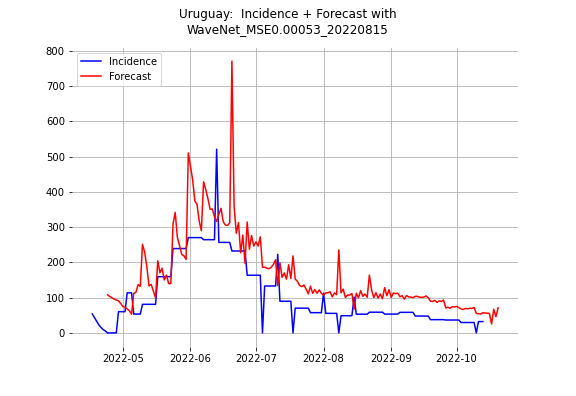 Uruguay:  Incidence + Forecast with
WaveNet_MSE0.00053_20220815
Incidence
Forecast
800
700
600
500
400
300
200
100
0
2022-05 2022-06 2022-07 2022-08 2022-09 2022-10